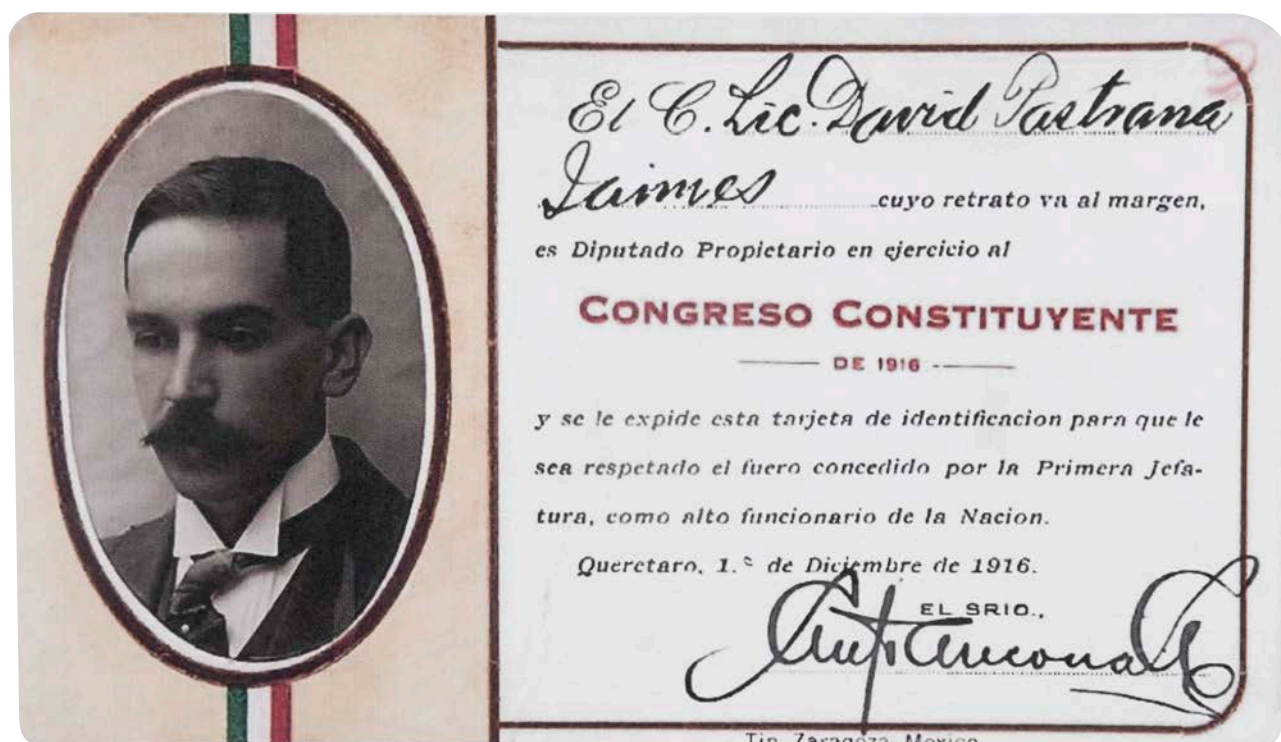 El C. Lic. David Pastrana
Jaimes cuyo retrato va al margen,
es Diputado Propietario en ejercicio al
CONGRESO CONSTITUYENTE
DE 1916
y se le expide esta tarjeta de identificacion para que le
sea respetado el fuero concedido por la Primera Jefa-
tura, como alto funcionario de la Nacion.
Queretaro, 1.º de Diciembre de 1916.
EL SRIO.,
Tip. Zaragoza, Mexico